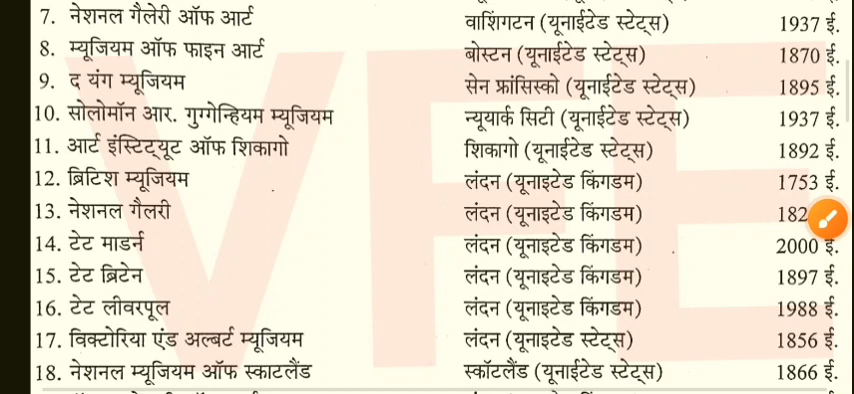 7. नेशनल गैलेरी ऑफ आर्ट वाशिंगटन (यूनाईटेड स्टेट्स) 1937 ई.
8. म्यूजियम ऑफ फाइन आर्ट बोस्टन (यूनाईटेड स्टेट्स) 1870 ई.
9. द यंग म्यूजियम सेन फ्रांसिस्को (यूनाईटेड स्टेट्स) 1895 ई.
10. सोलोमॉन आर. गुग्गेन्हियम म्यूजियम न्यूयार्क सिटी (यूनाईटेड स्टेट्स) 1937 ई.
11. आर्ट इंस्टिट्यूट ऑफ शिकागो शिकागो (यूनाईटेड स्टेट्स) 1892 ई.
12. ब्रिटिश म्यूजियम लंदन (यूनाइटेड किंगडम) 1753 ई.
13. नेशनल गैलरी लंदन (यूनाइटेड किंगडम) 182
14. टेट मार्डन लंदन (यूनाइटेड किंगडम) 2000 ई.
15. टेट ब्रिटेन लंदन (यूनाइटेड किंगडम) 1897 ई.
16. टेट लीवरपूल लंदन (यूनाइटेड किंगडम) 1988 ई.
17. विक्टोरिया एंड अल्बर्ट म्यूजियम लंदन (यूनाइटेड स्टेट्स) 1856 ई.
18. नेशनल म्यूजियम ऑफ स्काटलैंड स्कॉटलैंड (यूनाईटेड स्टेट्स) 1866 ई.
VFE